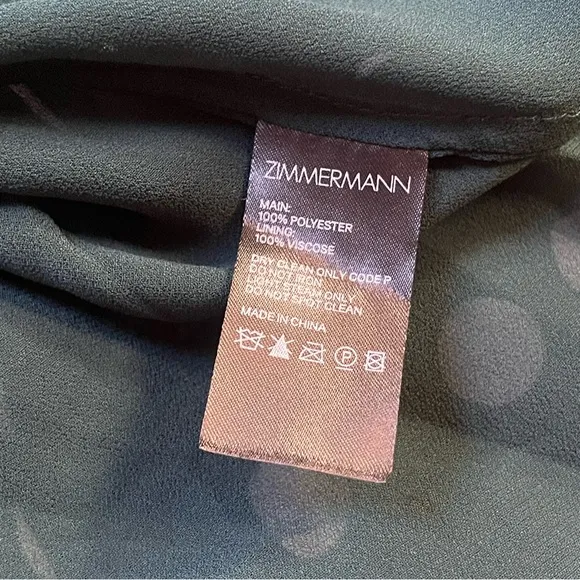 ZIMMERMANN
MAIN:
100% POLYESTER
LINING:
100% VISCOSE
DRY CLEAN ONLY CODE P
DO NOT IRON
LIGHT STEAM ONLY
DO NOT SPOT CLEAN
MADE IN CHINA
P